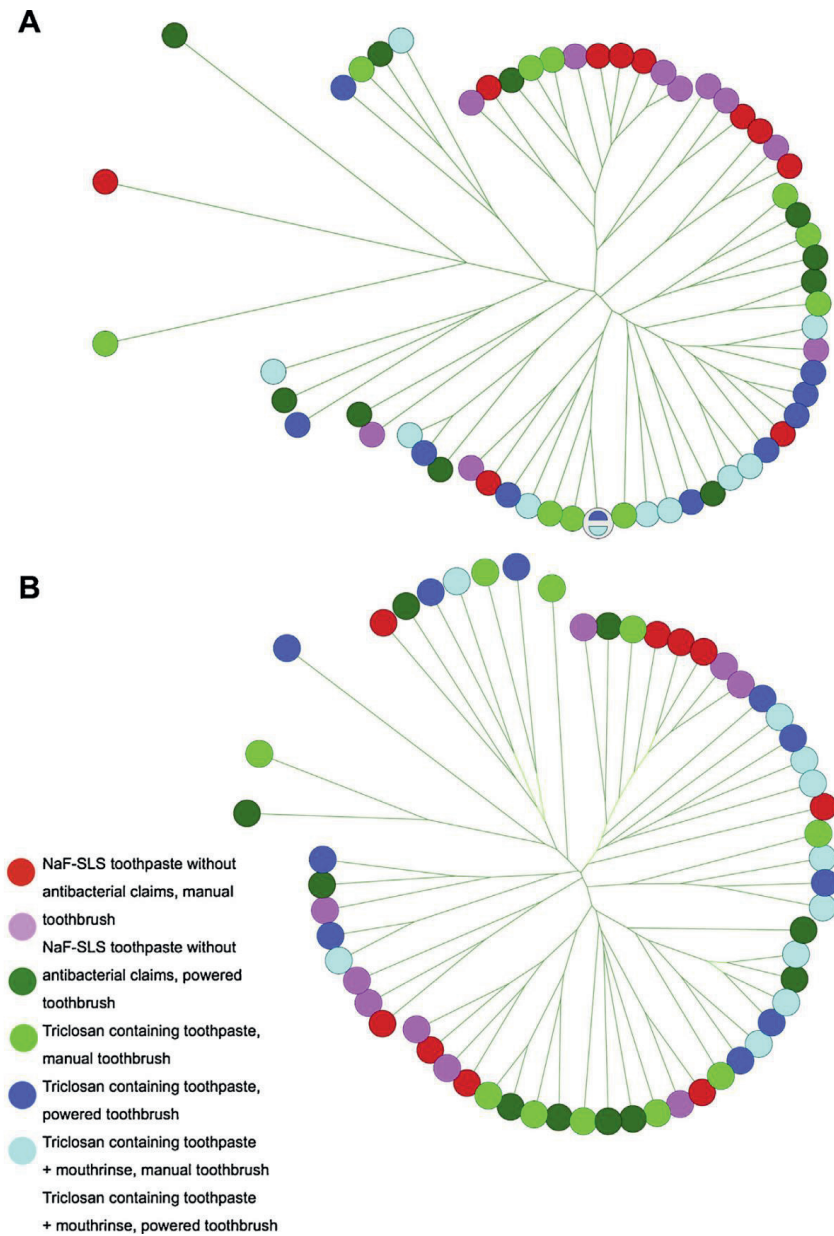 A
B
NaF-SLS toothpaste without
antibacterial claims, manual
toothbrush
NaF-SLS toothpaste without
antibacterial claims, powered
toothbrush
Triclosan containing toothpaste,
manual toothbrush
Triclosan containing toothpaste,
powered toothbrush
Triclosan containing toothpaste
+ mouthrinse, manual toothbrush
Triclosan containing toothpaste
+ mouthrinse, powered toothbrush